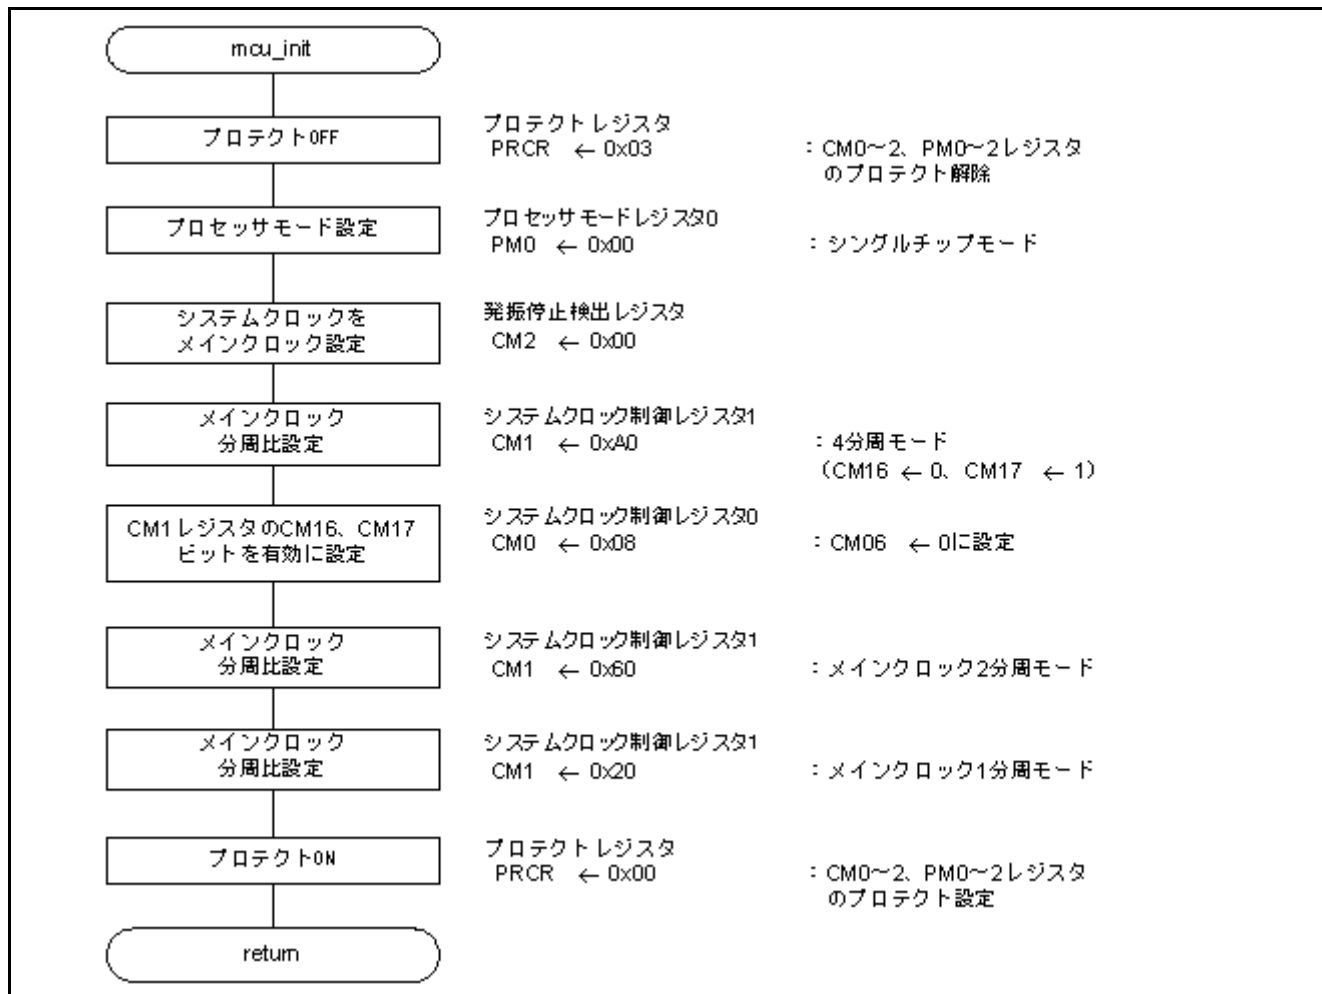 mcu_init
プロテクトOFF
プロテクトレジスタ
PRCR ← 0x03
：CM0～2、PM0～2レジスタ
のプロテクト解除
プロセッサモード設定
プロセッサモードレジスタ0
PM0 ← 0x00
：シングルチップモード
システムクロックを
メインクロック設定
発振停止検出レジスタ
CM2 ← 0x00
メインクロック
分周比設定
システムクロック制御レジスタ1
CM1 ← 0xA0
：4分周モード
（CM16 ← 0、CM17 ← 1）
CM1レジスタのCM16、CM17
ビットを有効に設定
システムクロック制御レジスタ0
CM0 ← 0x08
：CM06 ← 0に設定
メインクロック
分周比設定
システムクロック制御レジスタ1
CM1 ← 0x60
：メインクロック2分周モード
メインクロック
分周比設定
システムクロック制御レジスタ1
CM1 ← 0x20
：メインクロック1分周モード
プロテクトON
プロテクトレジスタ
PRCR ← 0x00
：CM0～2、PM0～2レジスタ
のプロテクト設定
return